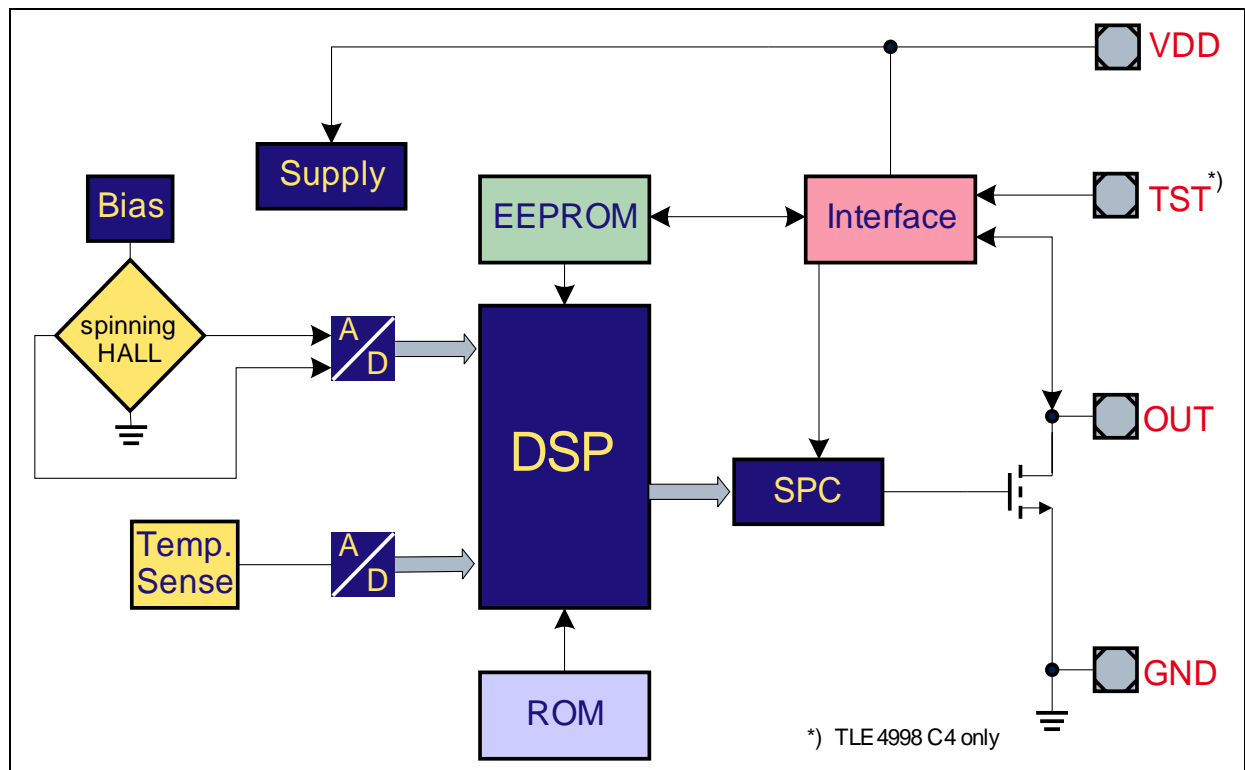 VDD
Supply
TST*)
Bias
EEPROM
Interface
spinning
HALL
A
D
DSP
OUT
SPC
Temp.
Sense
A
D
GND
ROM
*) TLE 4998 C4 only